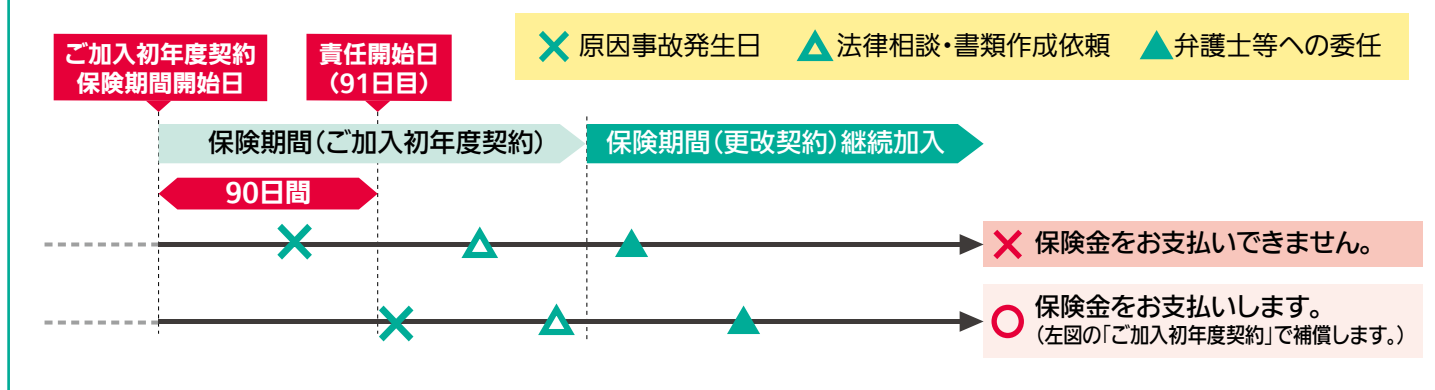 ご加入初年度契約
保険期間開始日
責任開始日
（91日目）
原因事故発生日
法律相談・書類作成依頼
弁護士等への委任
保険期間（ご加入初年度契約）
保険期間（更改契約）継続加入
90日間
保険金をお支払いできません。
保険金をお支払いします。
（左図の「ご加入初年度契約」で補償します。）